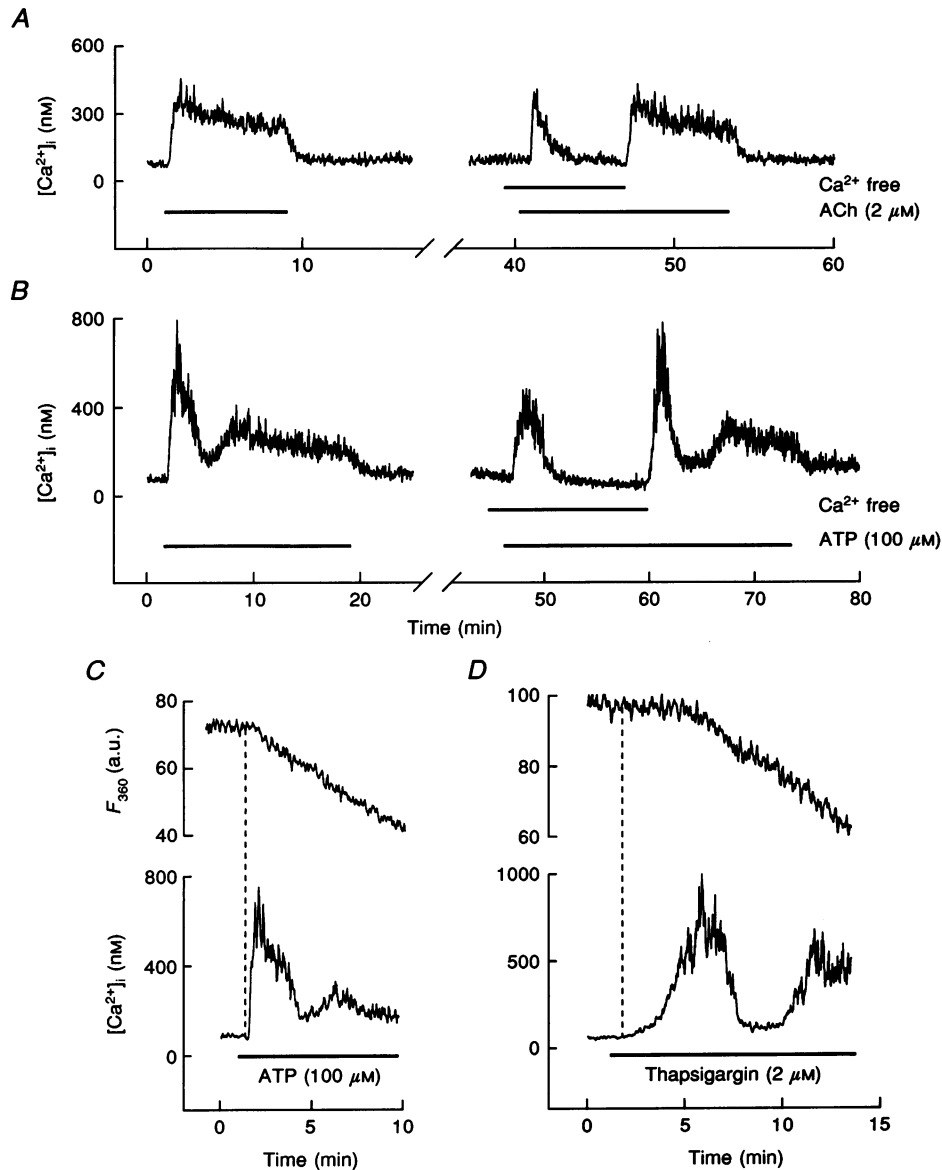 A
600
300
0
[Ca²⁺]ᵢ (nM)
Ca²⁺ free
ACh (2 μM)
0 10 40 50 60
B
800
400
0
[Ca²⁺]ᵢ (nM)
Ca²⁺ free
ATP (100 μM)
0 10 20 50 60 70 80
Time (min)
C
80
60
40
F₃₆₀ (a.u.)
800
400
0
[Ca²⁺]ᵢ (nM)
ATP (100 μM)
0 5 10
Time (min)
D
100
80
60
1000
500
0
Thapsigargin (2 μM)
0 5 10 15
Time (min)